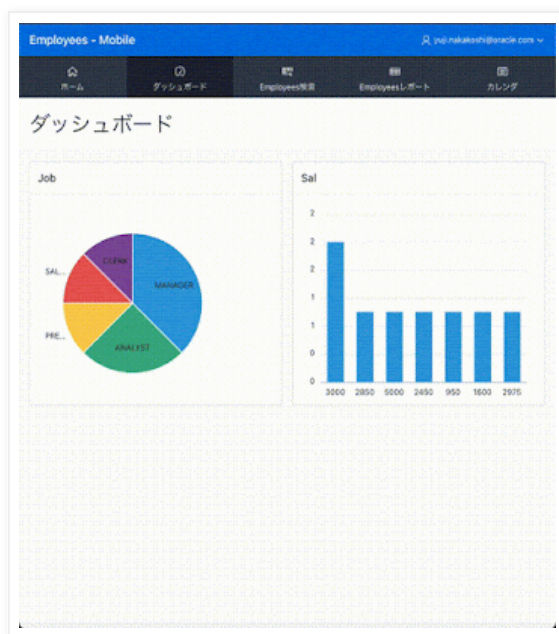 Employees - Mobile
yuji.nakakoshi@oracle.com
ホーム
ダッシュボード
Employees検索
Employeesレポート
カレンダ
ダッシュボード
Job
CLERK
SAL...
MANAGER
PRE...
ANALYST
Sal
2
2
2
1
1
0
0
3000 2850 5000 2450 950 1600 2975